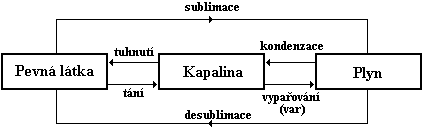 sublimace
tuhnutí
kondenzace
Pevná látka
Kapalina
Plyn
tání
vypařování
(var)
desublimace